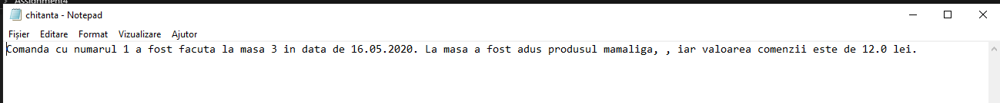 Assignment4
chitanta - Notepad
Fișier Editare Format Vizualizare Ajutor
Comanda cu numarul 1 a fost facuta la masa 3 in data de 16.05.2020. La masa a fost adus produsul mamaliga, , iar valoarea comenzii este de 12.0 lei.